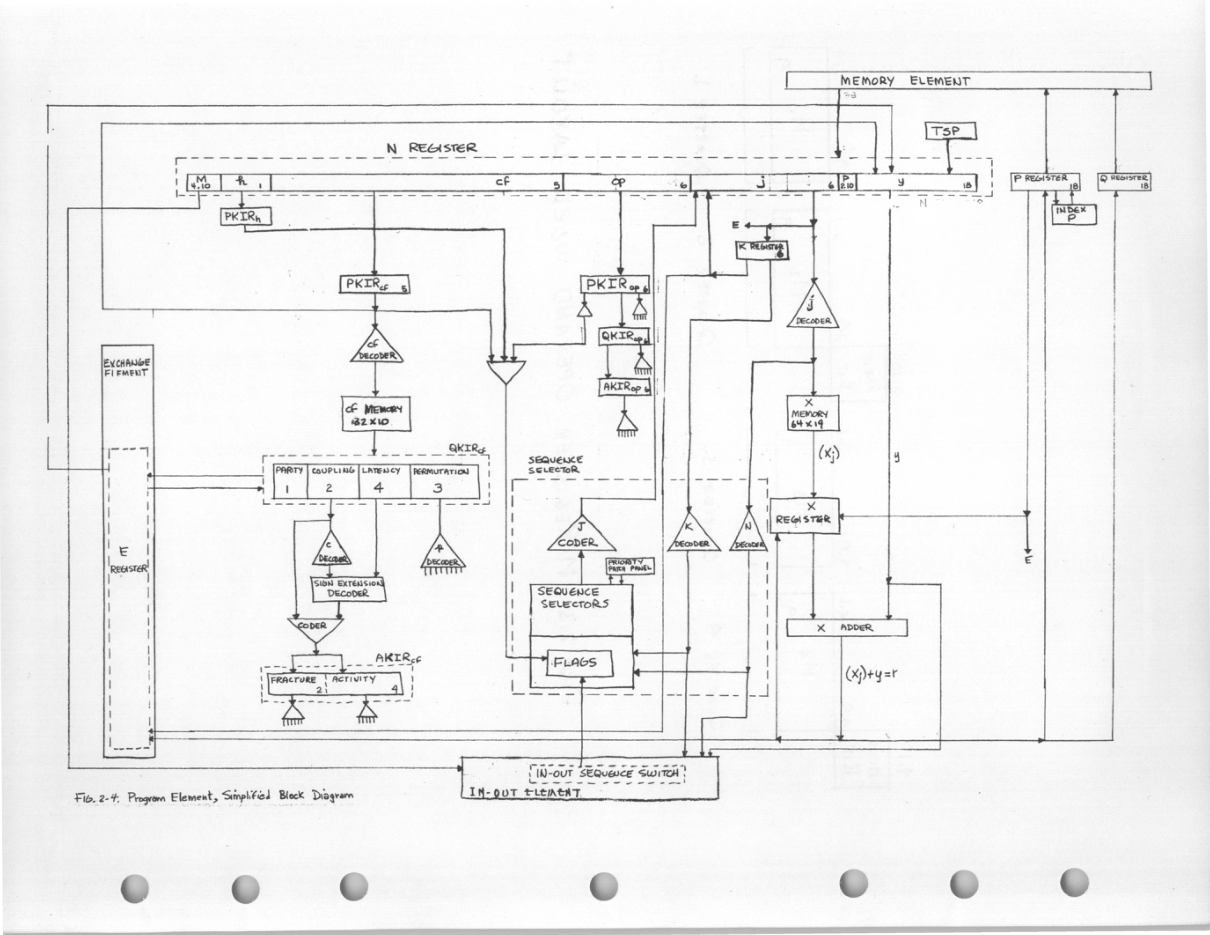 MEMORY ELEMENT
TSP
N REGISTER
M 4.10
h 1
cf 5
op 6
j 6
P 2.10
y 18
N
P REGISTER 18
Q REGISTER 18
INDEX P
PKIRh
E
K REGISTER 6
PKIRcf 5
PKIRop 6
j DECODER
cf DECODER
QKIRop 6
AKIRop 6
EXCHANGE
ELEMENT
cf MEMORY
32 X 10
X
MEMORY
64 X 19
(Xj)
y
QKIRcf
SEQUENCE
SELECTOR
PARITY COUPLING LATENCY PERMUTATION
1 2 4 3
X
REGISTER
J
CODER
K
DECODER
N
DECODER
C
DECODER
DECODER
E
REGISTER
E
PRIORITY
PATCH PANEL
SIGN EXTENSION
DECODER
SEQUENCE
SELECTORS
CODER
X ADDER
AKIRcf
FLAGS
FRACTURE 2
ACTIVITY 4
(Xj)+y=r
IN-OUT SEQUENCE SWITCH
IN-OUT ELEMENT
FIG. 2-4. Program Element, Simplified Block Diagram